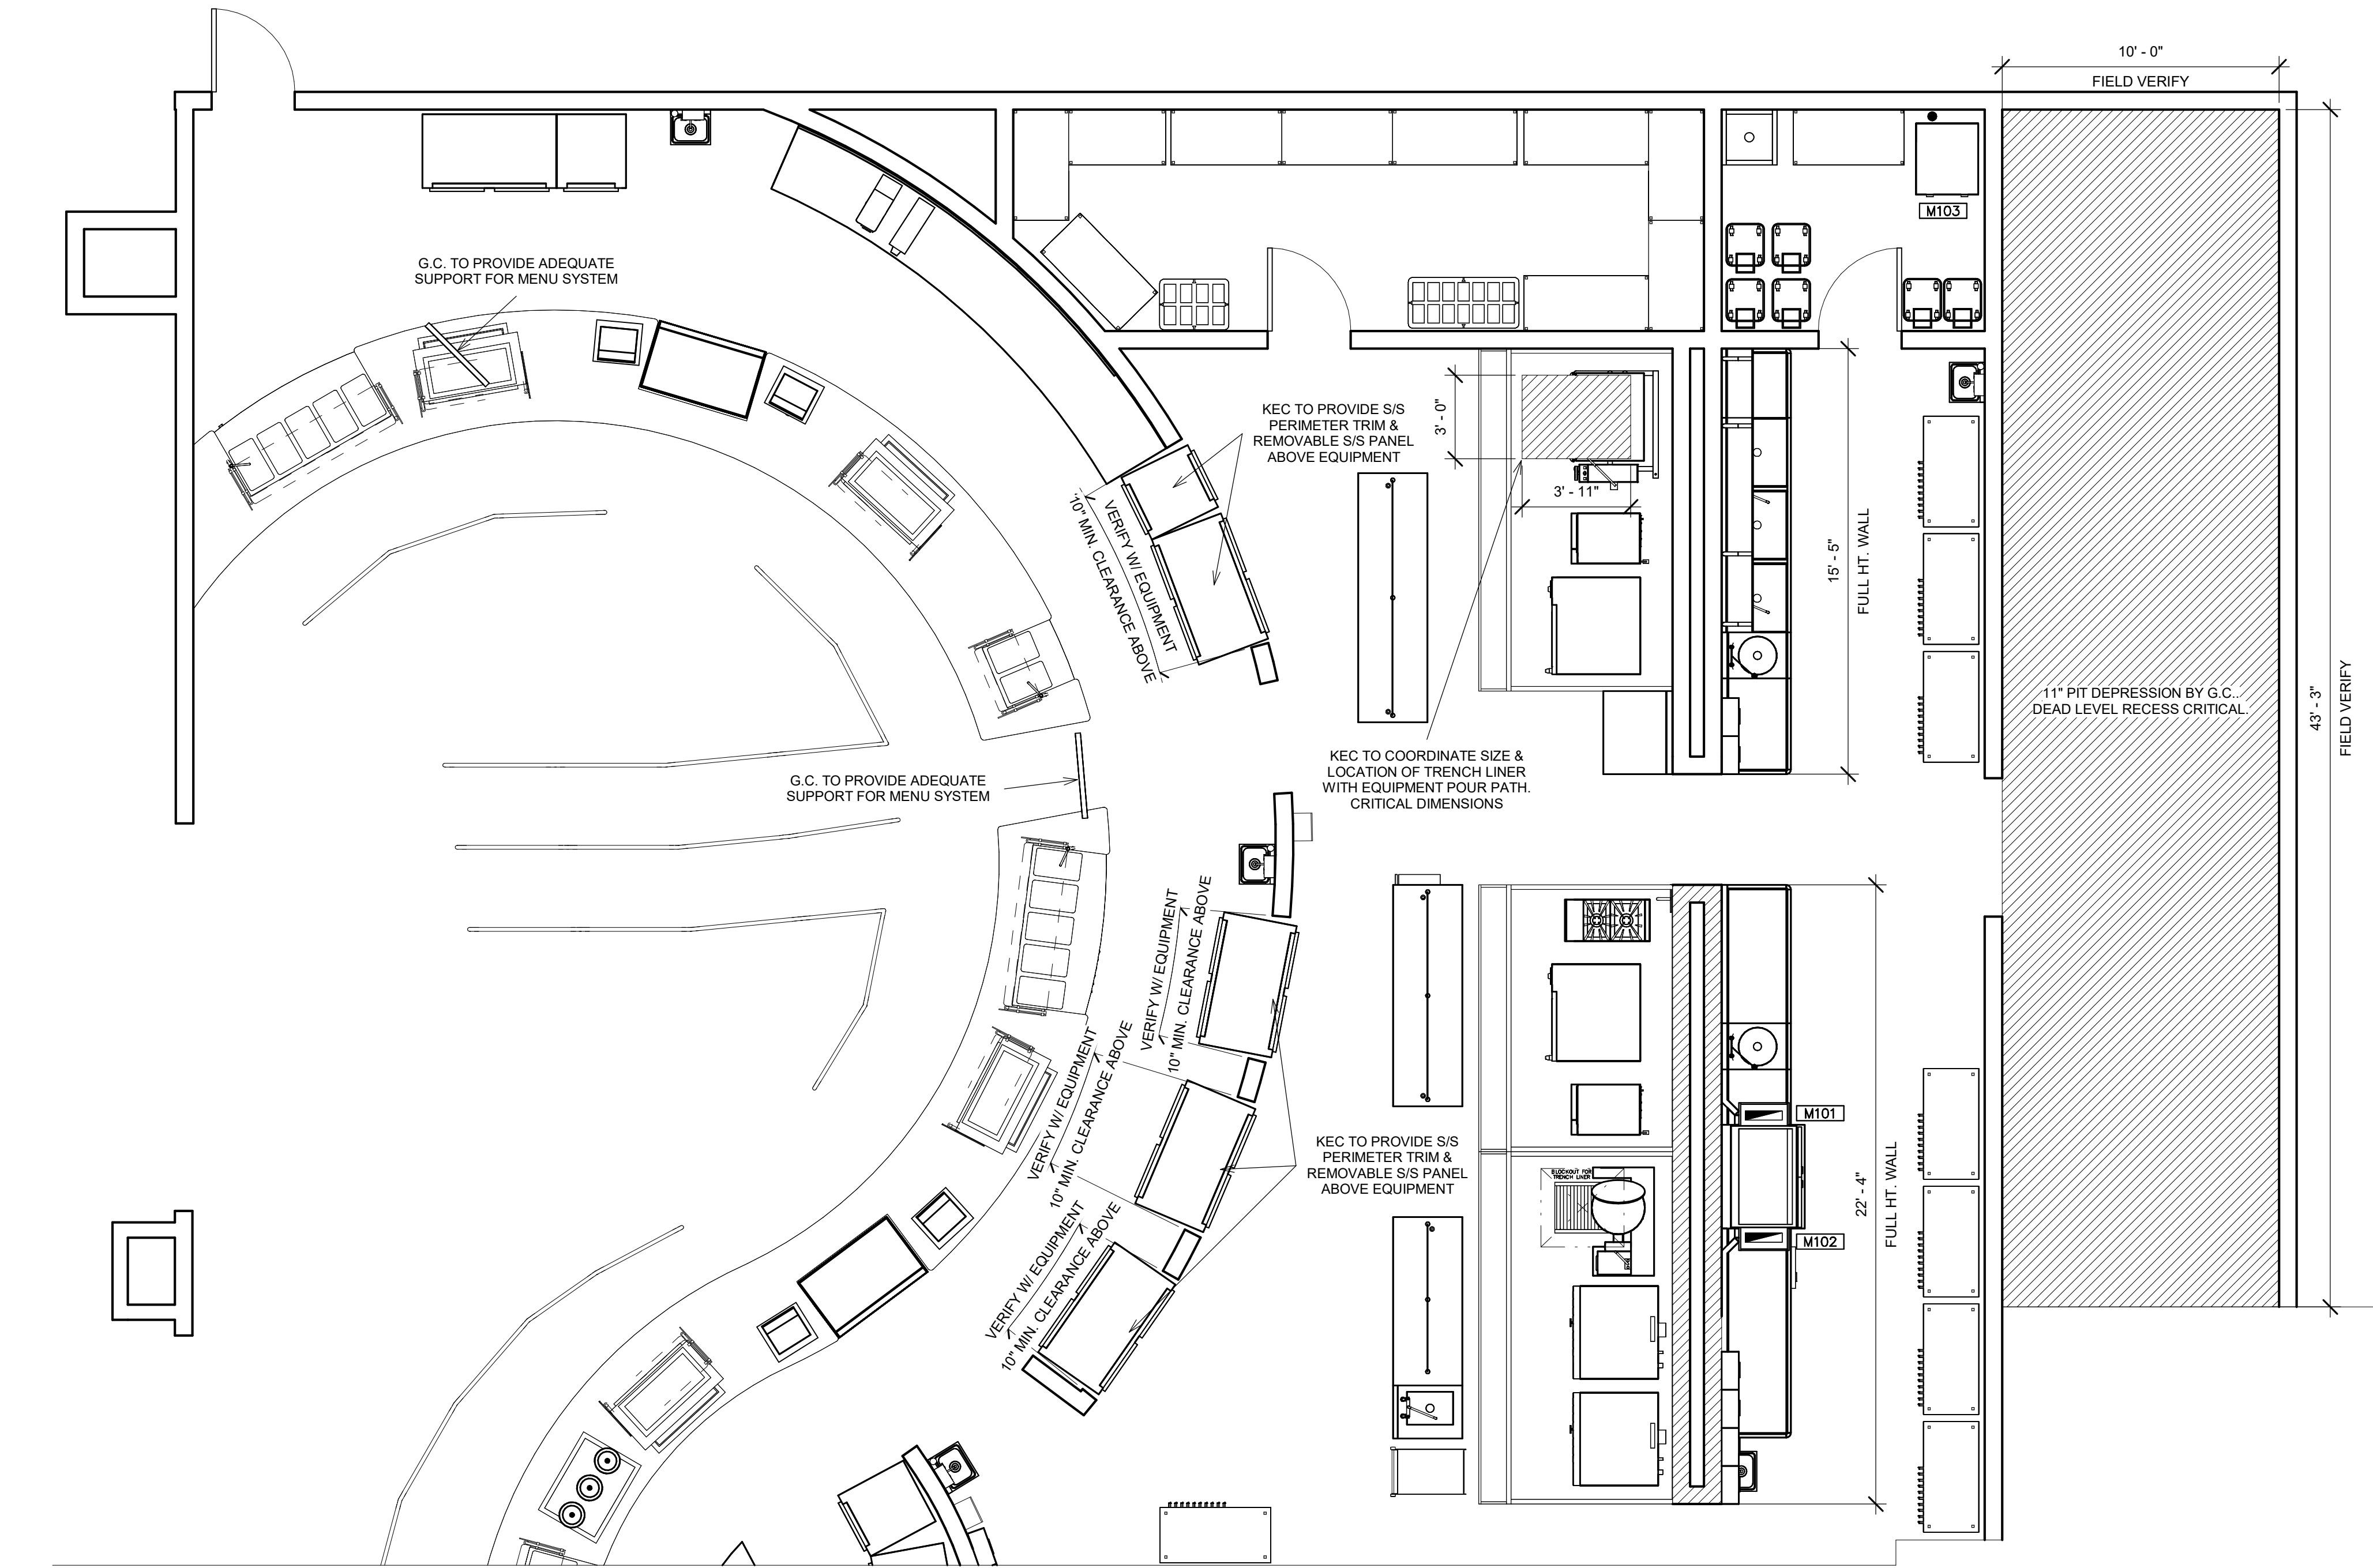 10' - 0"
FIELD VERIFY
M103
G.C. TO PROVIDE ADEQUATE
SUPPORT FOR MENU SYSTEM
KEC TO PROVIDE S/S
PERIMETER TRIM &
REMOVABLE S/S PANEL
ABOVE EQUIPMENT
3' - 0"
3' - 11"
VERIFY W/ EQUIPMENT
10" MIN. CLEARANCE ABOVE
15' - 5"
FULL HT. WALL
11" PIT DEPRESSION BY G.C..
DEAD LEVEL RECESS CRITICAL.
43' - 3"
FIELD VERIFY
KEC TO COORDINATE SIZE &
LOCATION OF TRENCH LINER
WITH EQUIPMENT POUR PATH.
CRITICAL DIMENSIONS
G.C. TO PROVIDE ADEQUATE
SUPPORT FOR MENU SYSTEM
VERIFY W/ EQUIPMENT
10" MIN. CLEARANCE ABOVE
VERIFY W/ EQUIPMENT
10" MIN. CLEARANCE ABOVE
VERIFY W/ EQUIPMENT
10" MIN. CLEARANCE ABOVE
M101
KEC TO PROVIDE S/S
PERIMETER TRIM &
REMOVABLE S/S PANEL
ABOVE EQUIPMENT
BLOCKOUT FOR
TRENCH LINER
22' - 4"
FULL HT. WALL
M102